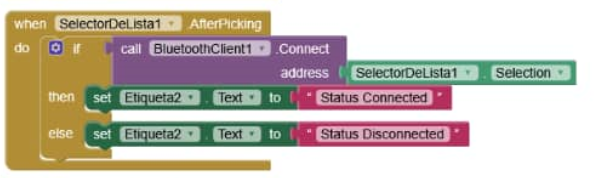 when SelectorDeLista1 .AfterPicking
do if call BluetoothClient1 .Connect
address SelectorDeLista1 . Selection
then set Etiqueta2 . Text to " Status Connected "
else set Etiqueta2 . Text to " Status Disconnected "